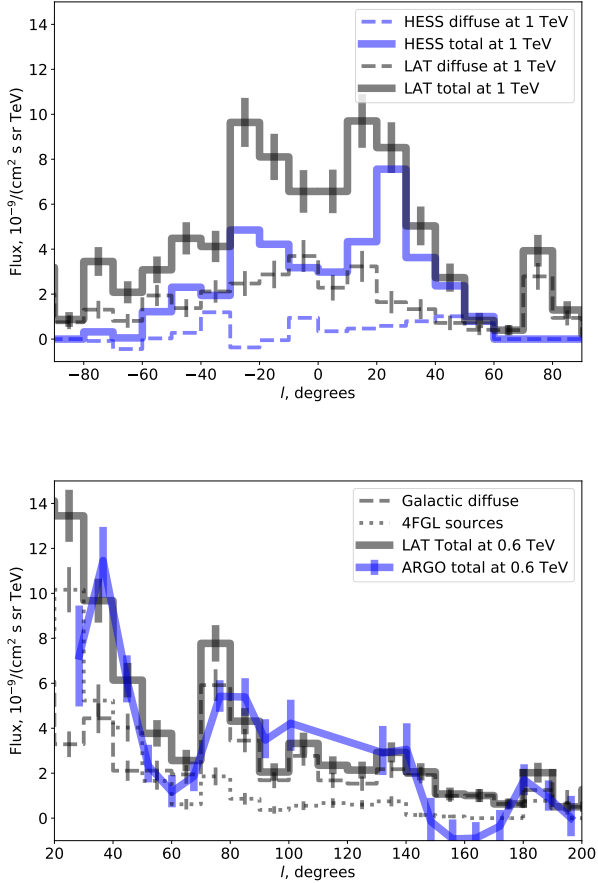 14
12
10
8
6
4
2
0
Flux, 10⁻⁹/(cm² s sr TeV)
HESS diffuse at 1 TeV
HESS total at 1 TeV
LAT diffuse at 1 TeV
LAT total at 1 TeV
−80 −60 −40 −20 0 20 40 60 80
l, degrees
14
12
10
8
6
4
2
0
Flux, 10⁻⁹/(cm² s sr TeV)
Galactic diffuse
4FGL sources
LAT Total at 0.6 TeV
ARGO total at 0.6 TeV
20 40 60 80 100 120 140 160 180 200
l, degrees